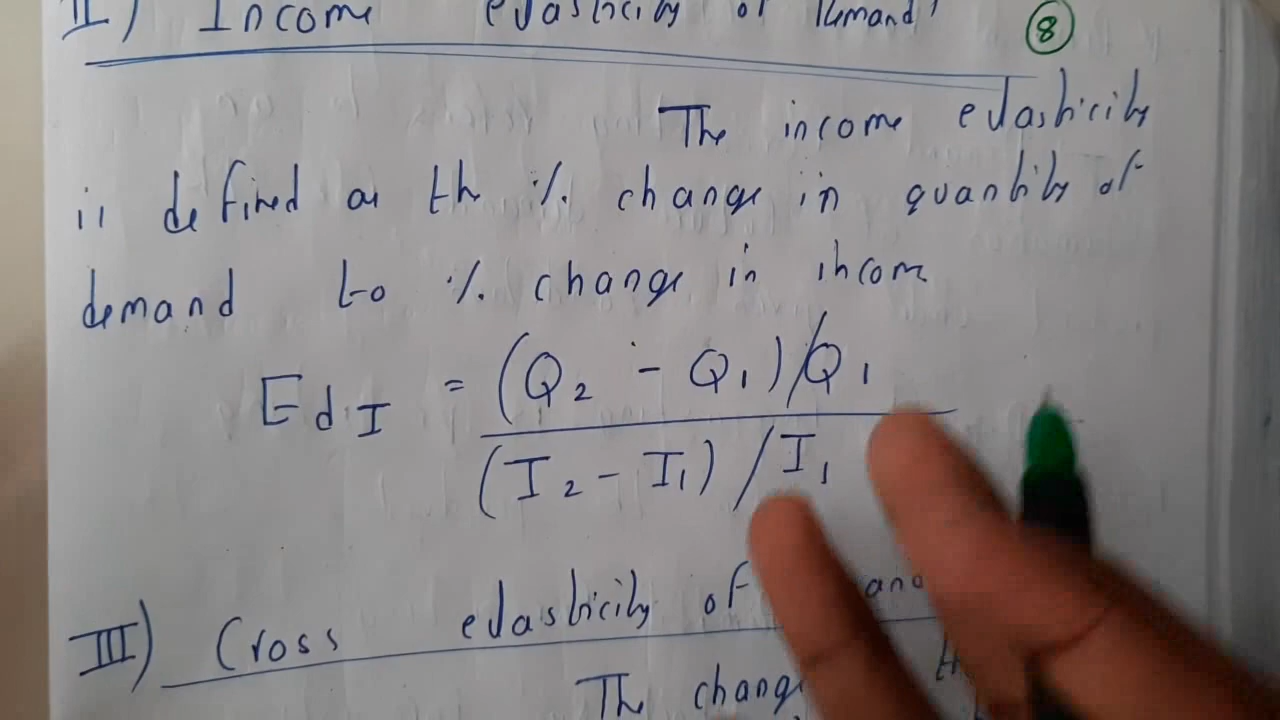 II) Income elasticity of Demand
8
The income elasticity
is defined as the % change in quantity of
demand to % change in income
EdI = (Q2 - Q1)/Q1
(I2 - I1) / I1
III) Cross elasticity of
The change